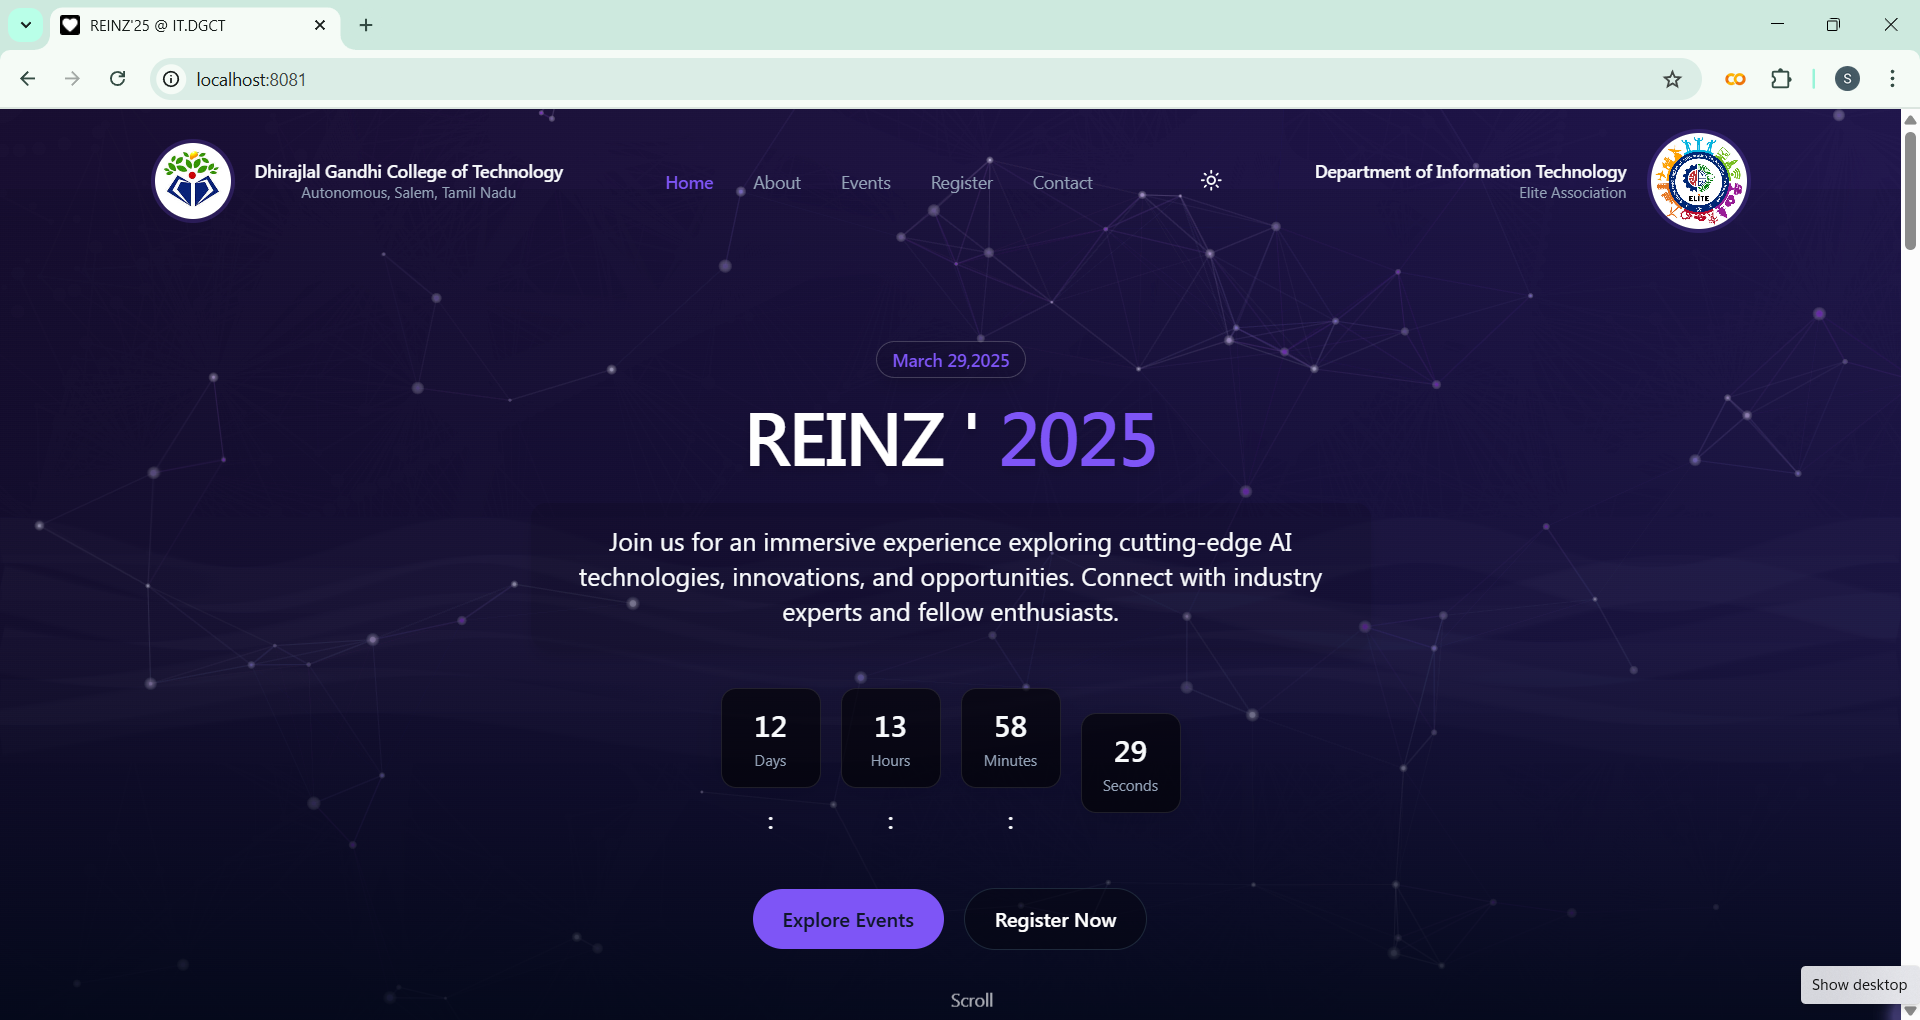 REINZ'25 @ IT.DGCT
localhost:8081
S
Dhirajlal Gandhi College of Technology
Autonomous, Salem, Tamil Nadu
Home
About
Events
Register
Contact
Department of Information Technology
Elite Association
ELITE
March 29,2025
REINZ ' 2025
Join us for an immersive experience exploring cutting-edge AI
technologies, innovations, and opportunities. Connect with industry
experts and fellow enthusiasts.
12
Days
:
13
Hours
:
58
Minutes
:
29
Seconds
Explore Events
Register Now
Scroll
Show desktop